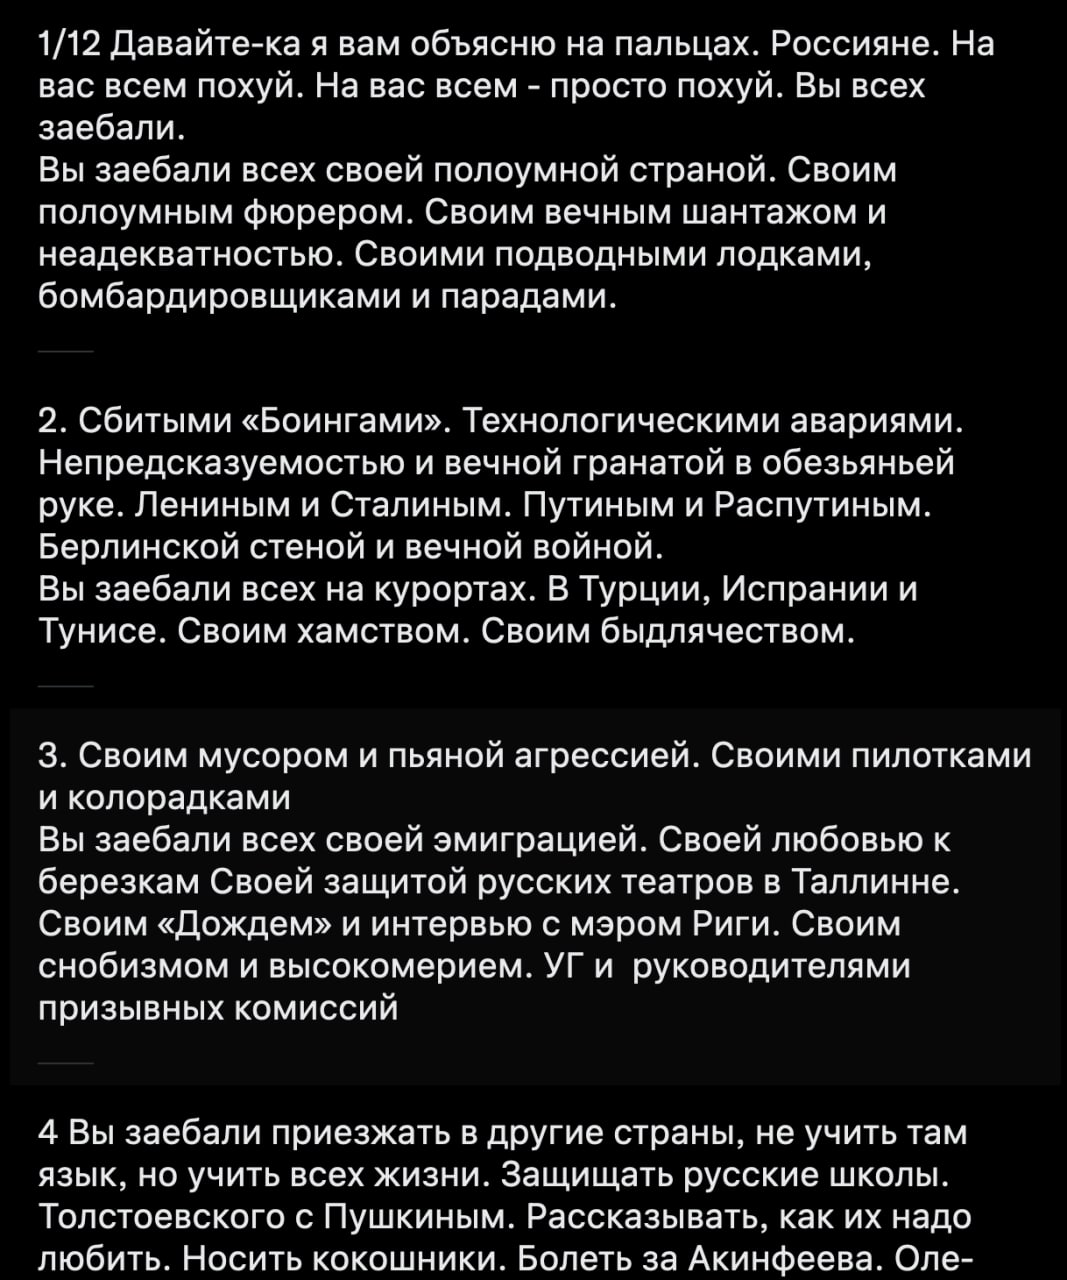 1/12 Давайте-ка я вам объясню на пальцах. Россияне. На
вас всем похуй. На вас всем - просто похуй. Вы всех
заебали.
Вы заебали всех своей полоумной страной. Своим
полоумным фюрером. Своим вечным шантажом и
неадекватностью. Своими подводными лодками,
бомбардировщиками и парадами.
2. Сбитыми «Боингами». Технологическими авариями.
Непредсказуемостью и вечной гранатой в обезьяньей
руке. Лениным и Сталиным. Путиным и Распутиным.
Берлинской стеной и вечной войной.
Вы заебали всех на курортах. В Турции, Испрании и
Тунисе. Своим хамством. Своим быдлячеством.
3. Своим мусором и пьяной агрессией. Своими пилотками
и колорадками
Вы заебали всех своей эмиграцией. Своей любовью к
березкам Своей защитой русских театров в Таллинне.
Своим «Дождем» и интервью с мэром Риги. Своим
снобизмом и высокомерием. УГ и  руководителями
призывных комиссий
4 Вы заебали приезжать в другие страны, не учить там
язык, но учить всех жизни. Защищать русские школы.
Толстоевского с Пушкиным. Рассказывать, как их надо
любить. Носить кокошники. Болеть за Акинфеева. Оле-